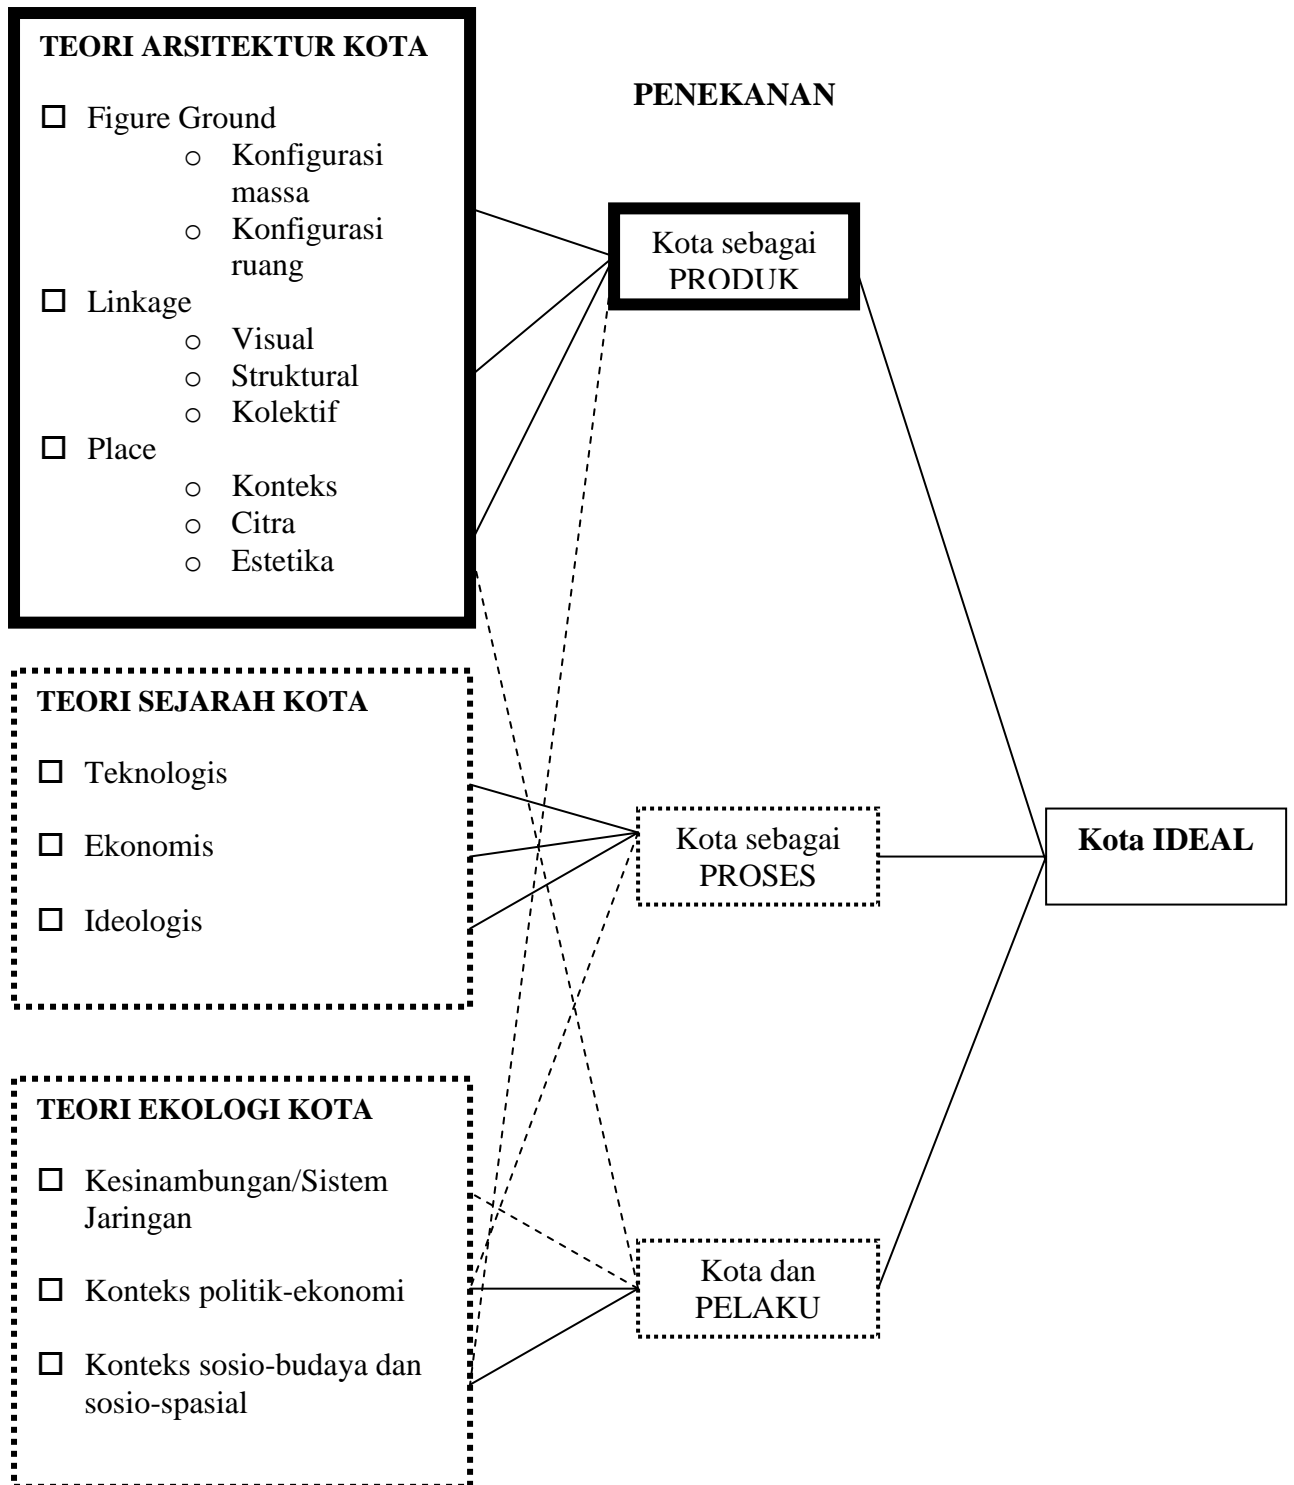 TEORI ARSITEKTUR KOTA
Figure Ground
Konfigurasi
massa
Konfigurasi
ruang
Linkage
Visual
Struktural
Kolektif
Place
Konteks
Citra
Estetika
TEORI SEJARAH KOTA
Teknologis
Ekonomis
Ideologis
TEORI EKOLOGI KOTA
Kesinambungan/Sistem
Jaringan
Konteks politik-ekonomi
Konteks sosio-budaya dan
sosio-spasial
PENEKANAN
Kota sebagai
PRODUK
Kota sebagai
PROSES
Kota dan
PELAKU
Kota IDEAL